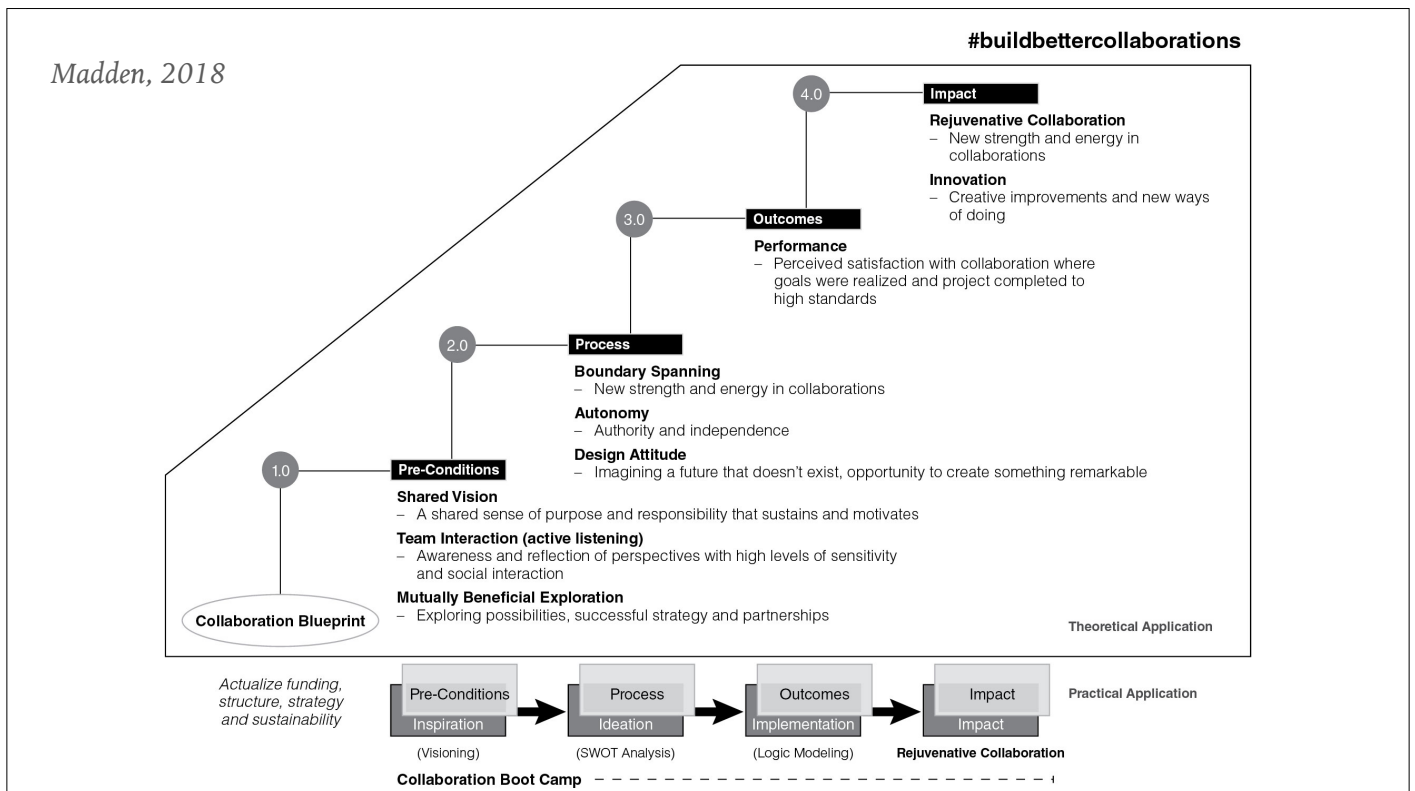 #buildbettercollaborations
Madden, 2018
4.0
Impact
Rejuvenative Collaboration
– New strength and energy in
collaborations
Innovation
– Creative improvements and new ways
of doing
3.0
Outcomes
Performance
– Perceived satisfaction with collaboration where
goals were realized and project completed to
high standards
2.0
Process
Boundary Spanning
– New strength and energy in collaborations
Autonomy
– Authority and independence
Design Attitude
– Imagining a future that doesn't exist, opportunity to create something remarkable
1.0
Pre-Conditions
Shared Vision
– A shared sense of purpose and responsibility that sustains and motivates
Team Interaction (active listening)
– Awareness and reflection of perspectives with high levels of sensitivity
and social interaction
Mutually Beneficial Exploration
– Exploring possibilities, successful strategy and partnerships
Collaboration Blueprint
Theoretical Application
Actualize funding,
structure, strategy
and sustainability
Pre-Conditions
Inspiration
(Visioning)
Process
Ideation
(SWOT Analysis)
Outcomes
Implementation
(Logic Modeling)
Impact
Impact
Rejuvenative Collaboration
Practical Application
Collaboration Boot Camp